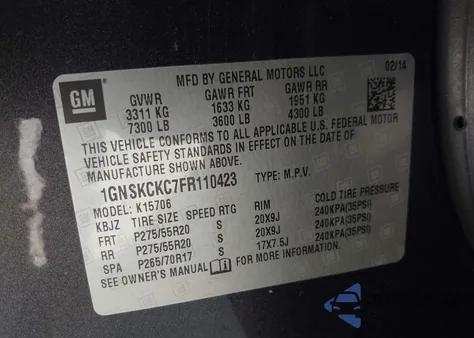 GM
MFD BY GENERAL MOTORS LLC 02/14
GVWR GAWR FRT GAWR RR
3311 KG 1633 KG 1951 KG
7300 LB 3600 LB 4300 LB
THIS VEHICLE CONFORMS TO ALL APPLICABLE U.S. FEDERAL MOTOR
VEHICLE SAFETY STANDARDS IN EFFECT ON THE DATE OF
MANUFACTURE SHOWN ABOVE.
1GNSKCKC7FR110423 TYPE: M.P.V.
MODEL: K15706
KBJZ TIRE SIZE SPEED RTG RIM COLD TIRE PRESSURE
FRT P275/55R20 S 20X9J 240KPA(35PSI)
RR P275/55R20 S 20X9J 240KPA(35PSI)
SPA P265/70R17 S 17X7.5J 240KPA(35PSI)
SEE OWNER'S MANUAL FOR MORE INFORMATION.